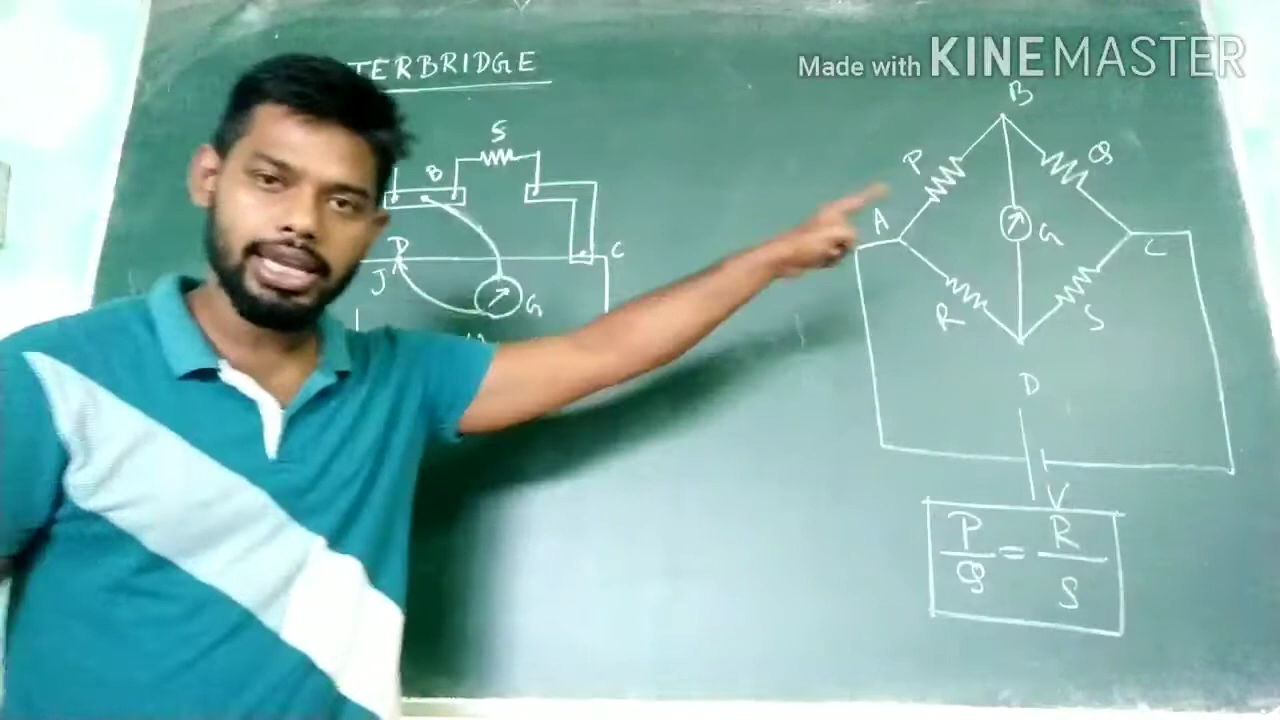 TERBRIDGE
Made with KINEMASTER
S
B
D
J
C
G
B
P
Q
A
G
C
R
S
D
V
P/Q = R/S